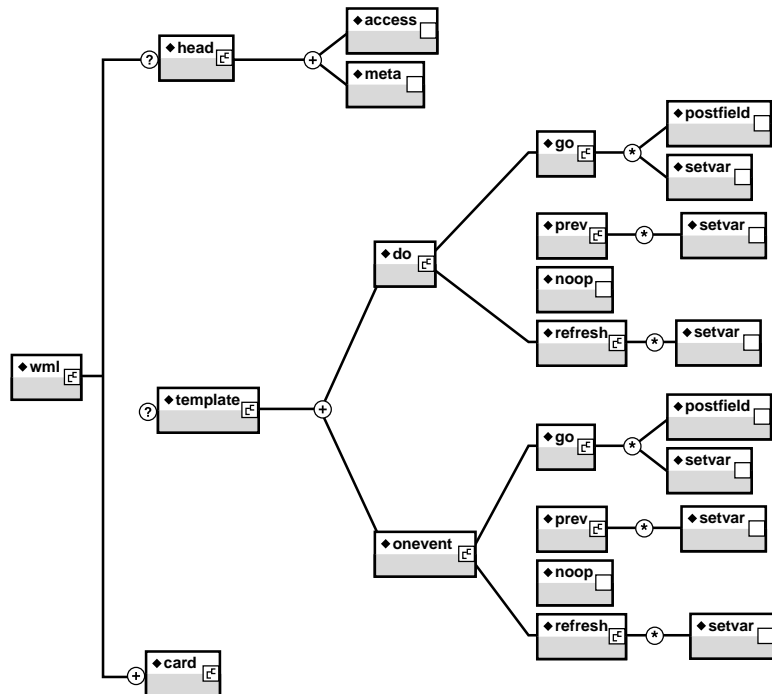 ◆access
? ◆head +
◆meta
◆postfield
◆go *
◆setvar
◆prev * ◆setvar
◆do
◆noop
◆refresh * ◆setvar
◆wml
? ◆template +
◆postfield
◆go *
◆setvar
◆prev * ◆setvar
◆onevent
◆noop
◆refresh * ◆setvar
+ ◆card